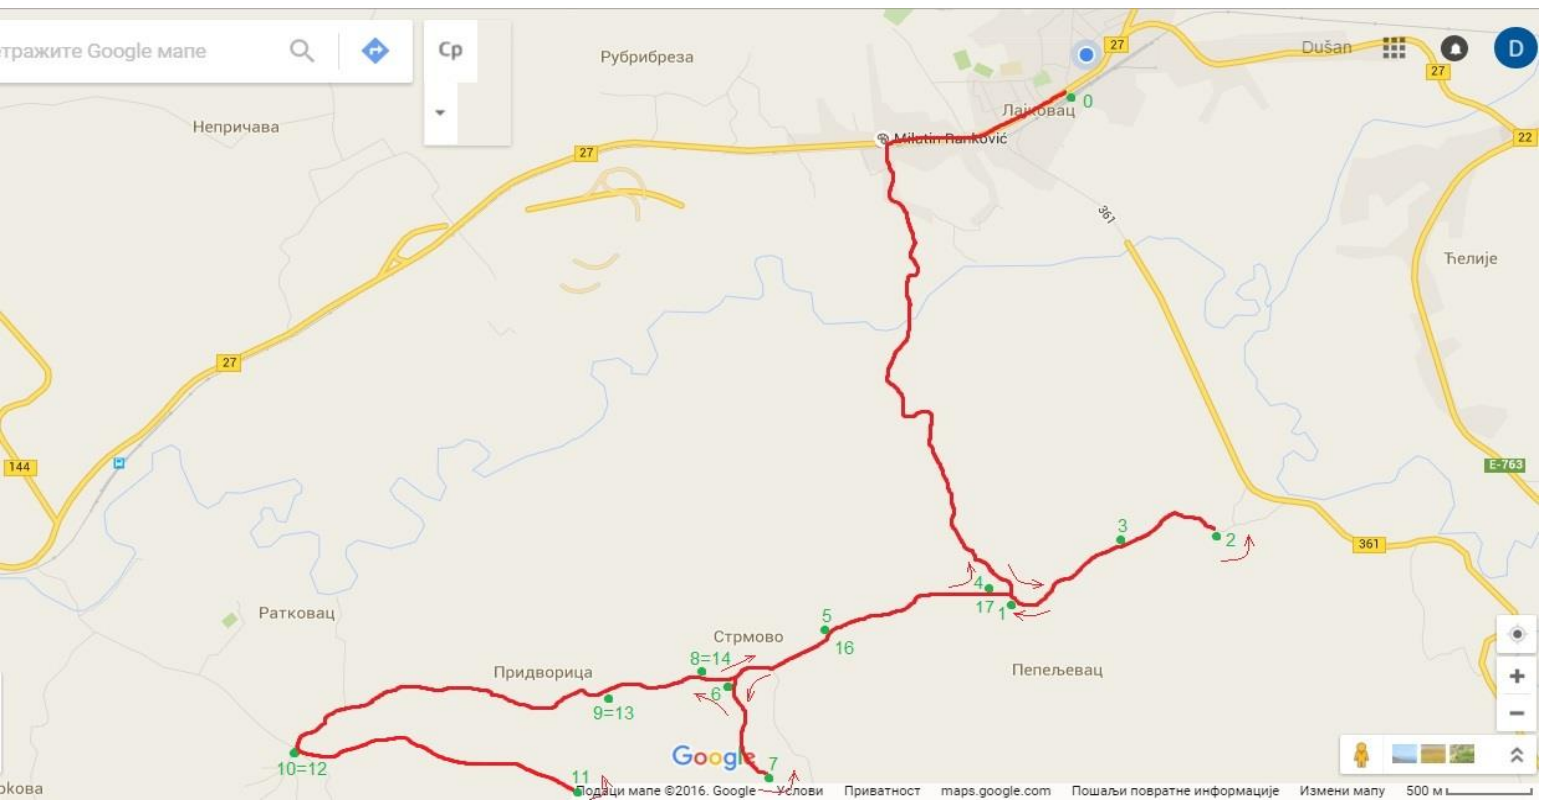 етражите Google мапе
Ср
Рубрибреза
27
Dušan
D
27
Лајковац
0
Непричава
Milutin Ranković
27
22
361
Ћелије
27
144
E-763
3
2
361
4
17
1
Ратковац
5
16
Стрмово
8=14
Придворица
6
Пепељевац
9=13
Google
7
10=12
11
Подаци мапе ©2016. Google
Услови
Приватност
maps.google.com
Пошаљи повратне информације
Измени мапу
500 м
окова